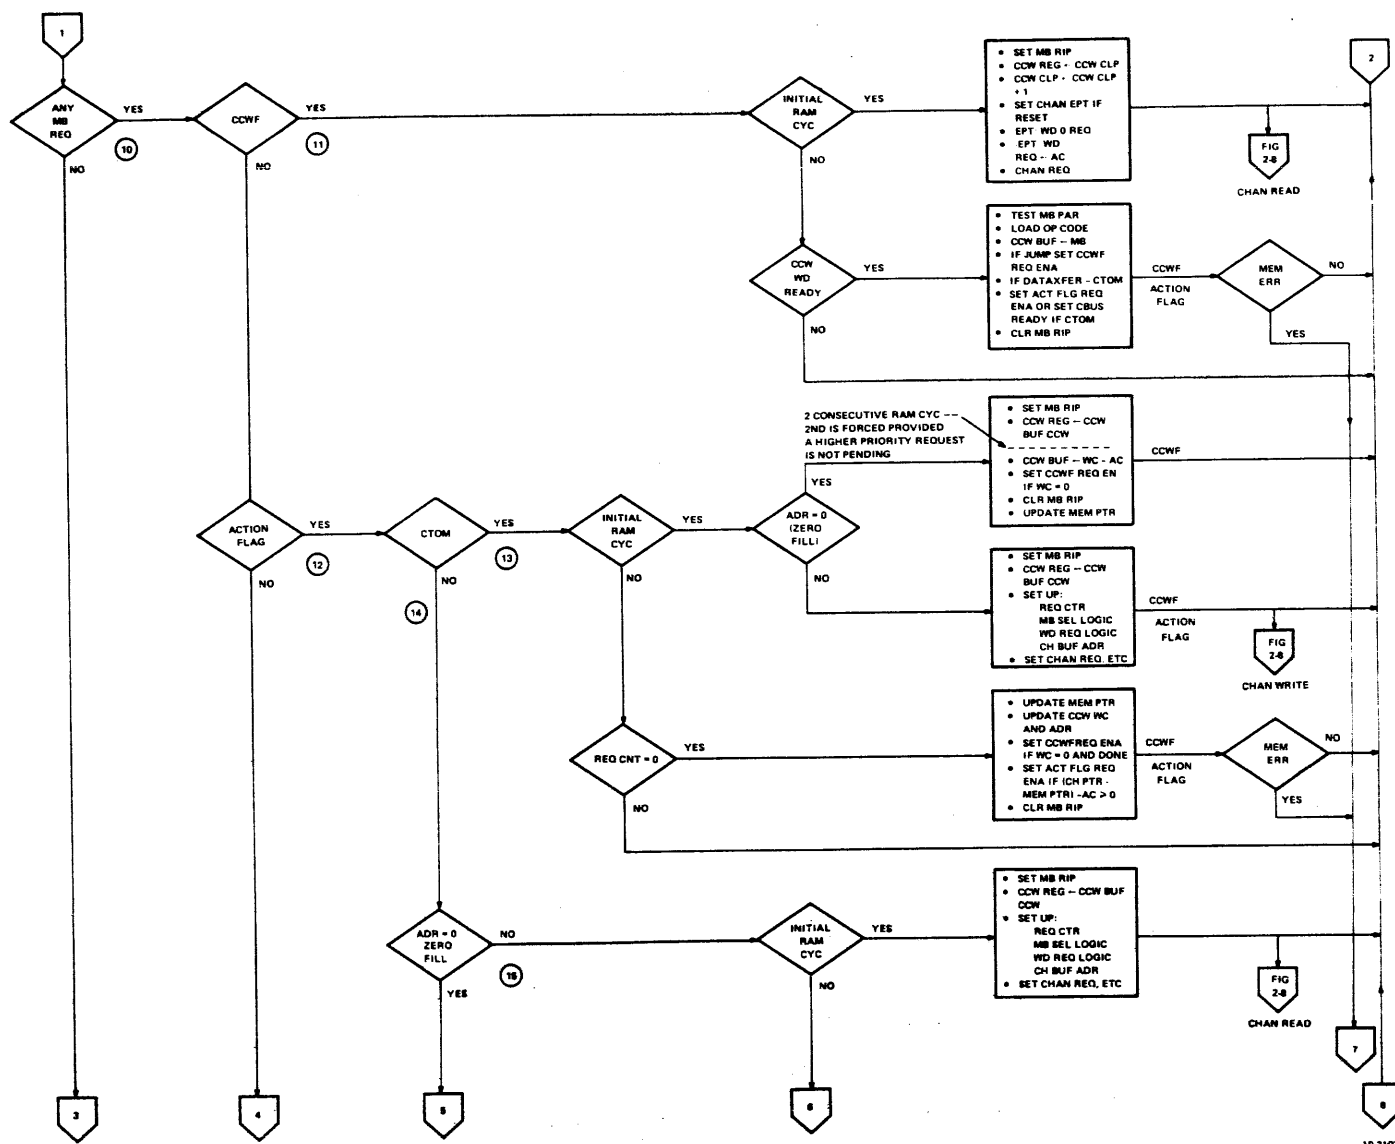 1
2
ANY
MB
REQ
YES
10
NO
CCWF
YES
11
NO
INITIAL
RAM
CYC
YES
NO
• SET MB RIP
• CCW REG - CCW CLP
• CCW CLP - CCW CLP
+ 1
• SET CHAN EPT IF
RESET
• EPT WD 0 REQ
• EPT WD
REQ - AC
• CHAN REQ
FIG
2-8
CHAN READ
CCW
WD
READY
YES
NO
• TEST MB PAR
• LOAD OP CODE
• CCW BUF - MB
• IF JUMP SET CCWF
REQ ENA
• IF DATAXFER - CTOM
• SET ACT FLG REQ
ENA OR SET CBUS
READY IF CTOM
• CLR MB RIP
CCWF
ACTION
FLAG
MEM
ERR
NO
YES
2 CONSECUTIVE RAM CYC --
2ND IS FORCED PROVIDED
A HIGHER PRIORITY REQUEST
IS NOT PENDING
• SET MB RIP
• CCW REG - CCW
BUF CCW
• CCW BUF - WC - AC
• SET CCWF REQ EN
IF WC = 0
• CLR MB RIP
• UPDATE MEM PTR
CCWF
ACTION
FLAG
YES
12
NO
CTOM
YES
13
NO
14
INITIAL
RAM
CYC
YES
NO
ADR = 0
(ZERO
FILL)
YES
NO
• SET MB RIP
• CCW REG - CCW
BUF CCW
• SET UP:
REQ CTR
MB SEL LOGIC
WD REQ LOGIC
CH BUF ADR
• SET CHAN REQ, ETC
CCWF
ACTION
FLAG
FIG
2-8
CHAN WRITE
REQ CNT = 0
YES
NO
• UPDATE MEM PTR
• UPDATE CCW WC
AND ADR
• SET CCWFREQ ENA
IF WC = 0 AND DONE
• SET ACT FLG REQ
ENA IF (CH PTR -
MEM PTR) -AC > 0
• CLR MB RIP
CCWF
ACTION
FLAG
MEM
ERR
NO
YES
ADR = 0
ZERO
FILL
NO
15
YES
INITIAL
RAM
CYC
YES
NO
• SET MB RIP
• CCW REG - CCW BUF
CCW
• SET UP:
REQ CTR
MB SEL LOGIC
WD REQ LOGIC
CH BUF ADR
• SET CHAN REQ, ETC
FIG
2-8
CHAN READ
3
4
5
6
7